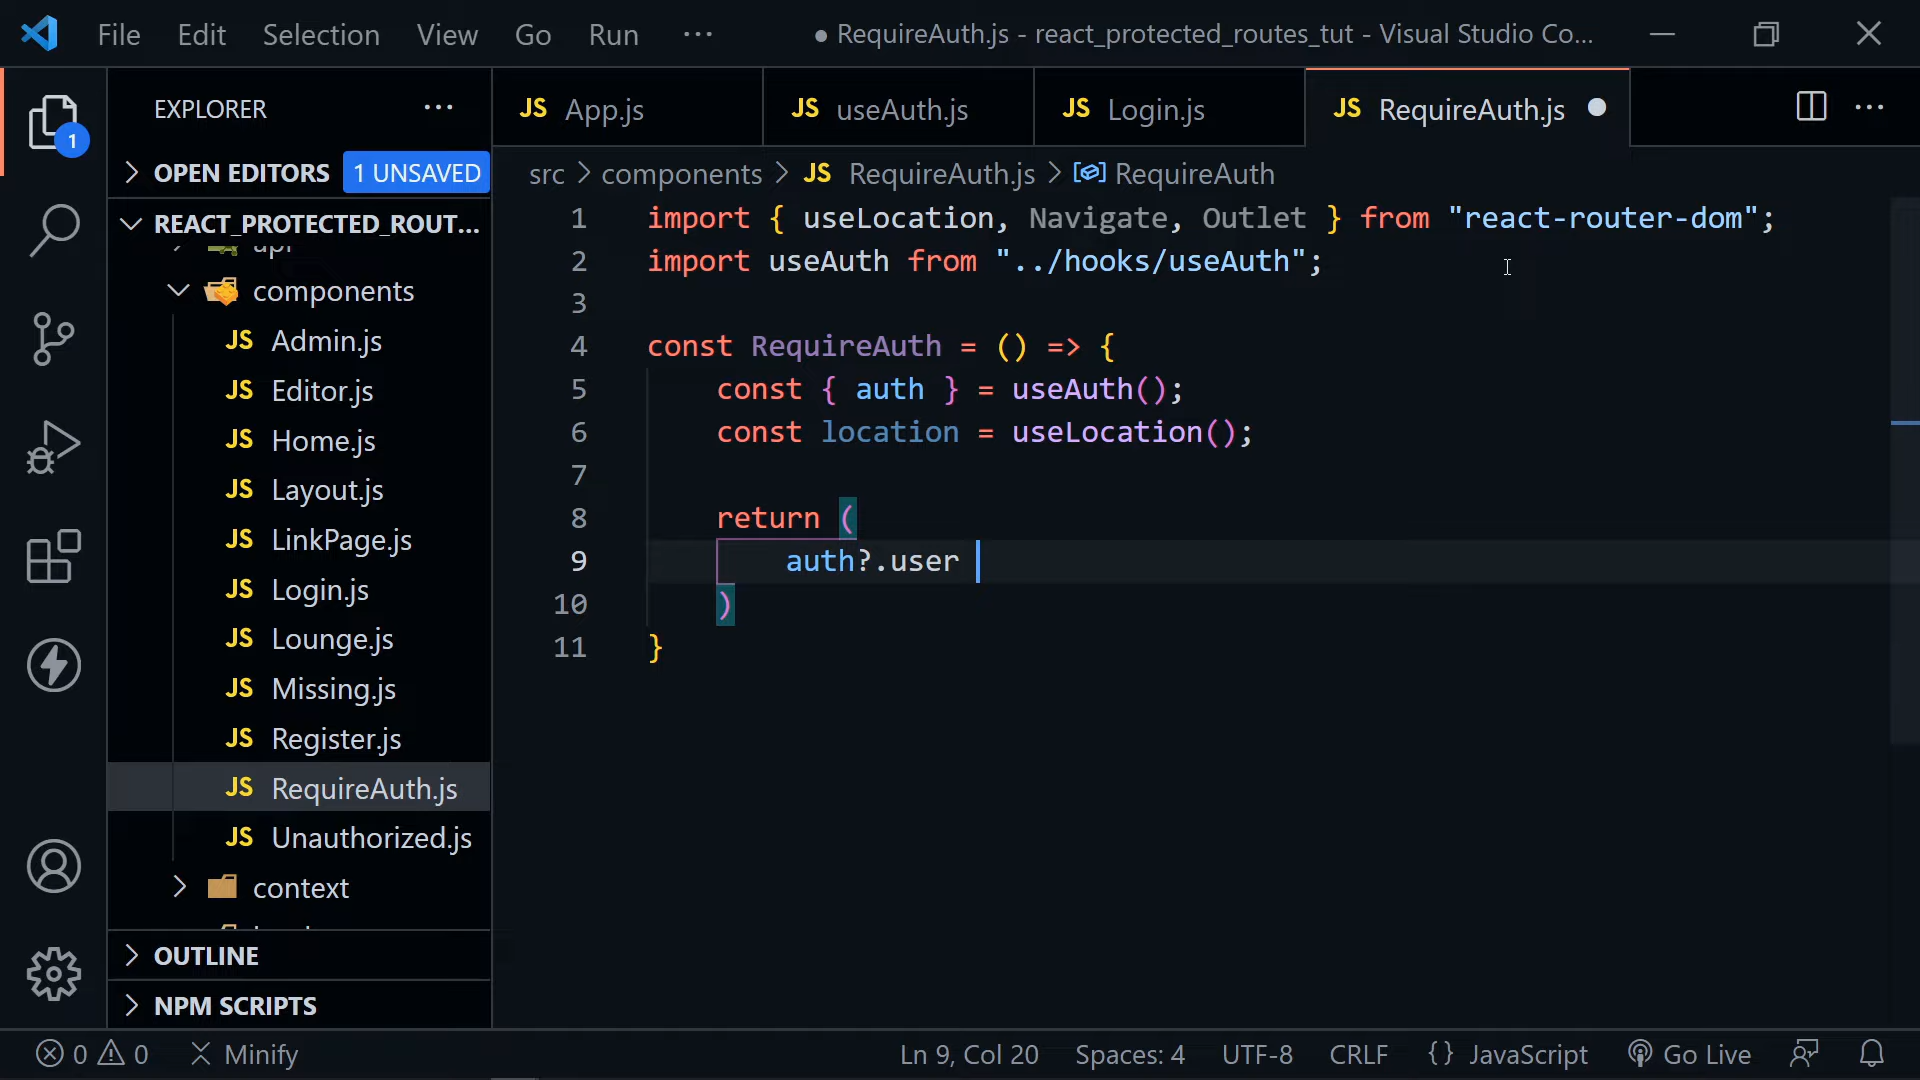 File Edit Selection View Go Run ··· ● RequireAuth.js - react_protected_routes_tut - Visual Studio Co...
EXPLORER ···
JS App.js JS useAuth.js JS Login.js JS RequireAuth.js ●
1
OPEN EDITORS 1 UNSAVED
src > components > JS RequireAuth.js > RequireAuth
REACT_PROTECTED_ROUT...
components
JS Admin.js
JS Editor.js
JS Home.js
JS Layout.js
JS LinkPage.js
JS Login.js
JS Lounge.js
JS Missing.js
JS Register.js
JS RequireAuth.js
JS Unauthorized.js
context
OUTLINE
NPM SCRIPTS
1 import { useLocation, Navigate, Outlet } from "react-router-dom";
2 import useAuth from "../hooks/useAuth";
3
4 const RequireAuth = () => {
5 const { auth } = useAuth();
6 const location = useLocation();
7
8 return (
9 auth?.user
10 )
11 }
0 0 Minify Ln 9, Col 20 Spaces: 4 UTF-8 CRLF {} JavaScript Go Live